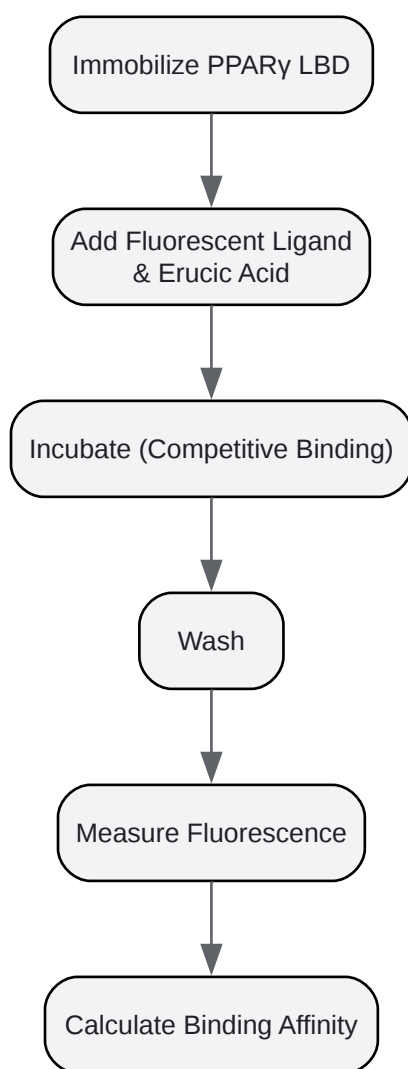 Immobilize PPARγ LBD
Add Fluorescent Ligand
& Erucic Acid
Incubate (Competitive Binding)
Wash
Measure Fluorescence
Calculate Binding Affinity